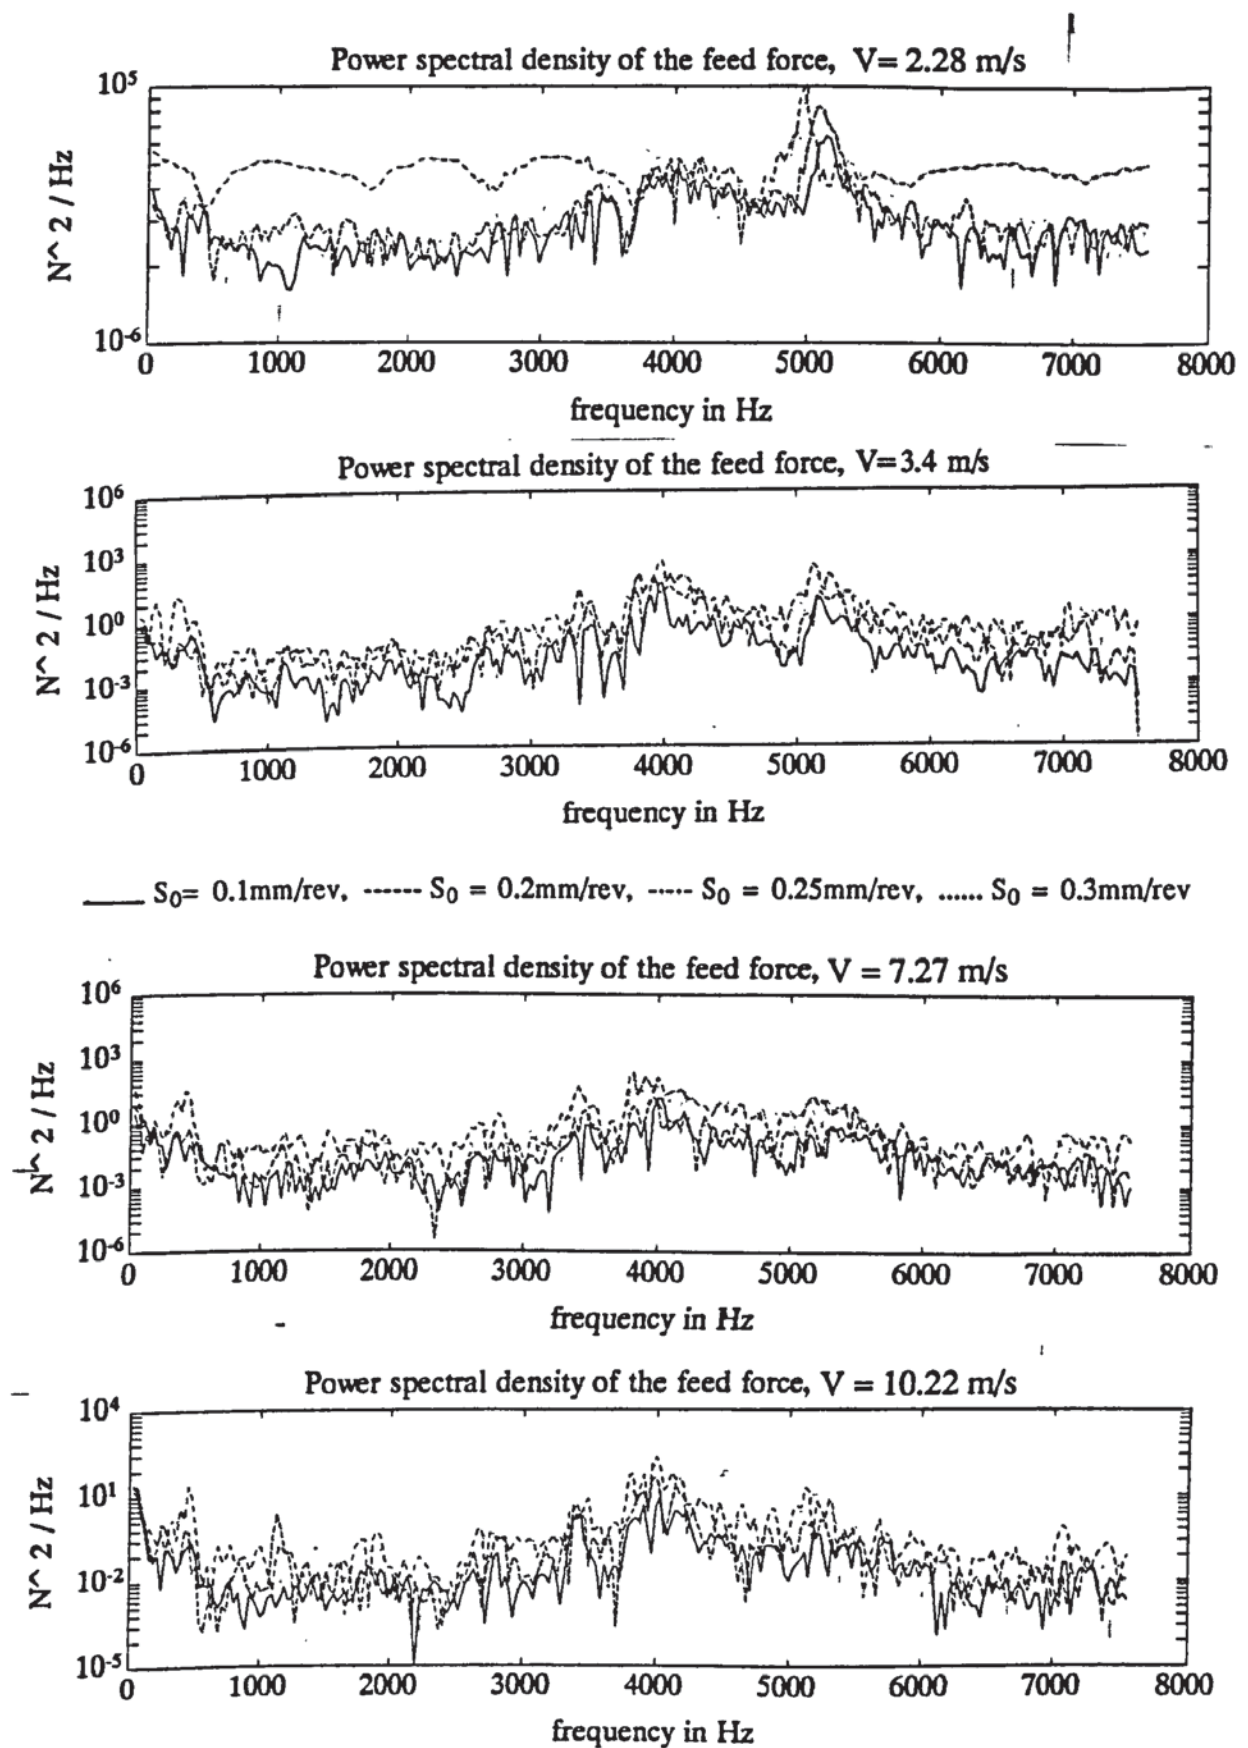 Power spectral density of the feed force, V= 2.28 m/s
10^5
N^ 2 / Hz
10^-6
0 1000 2000 3000 4000 5000 6000 7000 8000
frequency in Hz
Power spectral density of the feed force, V=3.4 m/s
10^6
10^3
10^0
N^ 2 / Hz
10^-3
10^-6
0 1000 2000 3000 4000 5000 6000 7000 8000
frequency in Hz
S₀= 0.1mm/rev, ------ S₀ = 0.2mm/rev, --·-·· S₀ = 0.25mm/rev, ...... S₀ = 0.3mm/rev
Power spectral density of the feed force, V = 7.27 m/s
10^6
10^3
10^0
N^ 2 / Hz
10^-3
10^-6
0 1000 2000 3000 4000 5000 6000 7000 8000
frequency in Hz
Power spectral density of the feed force, V = 10.22 m/s
10^4
10^1
N^ 2 / Hz
10^-2
10^-5
0 1000 2000 3000 4000 5000 6000 7000 8000
frequency in Hz